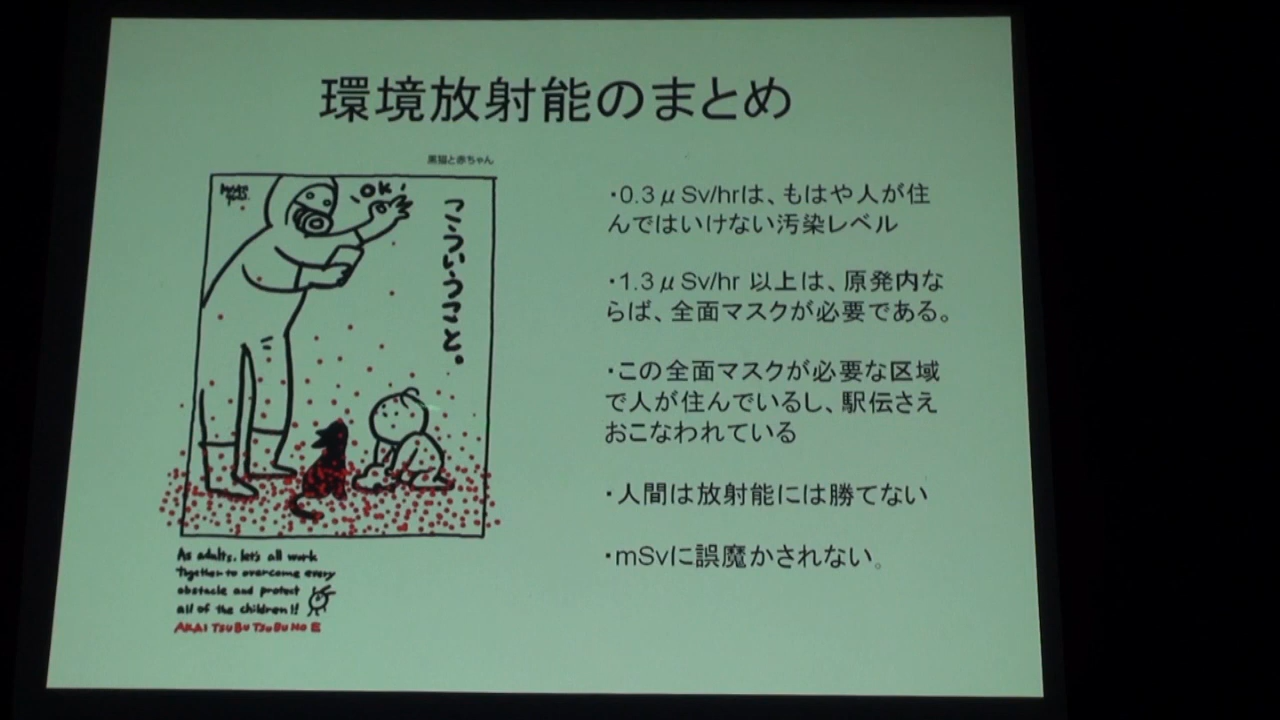 環境放射能のまとめ
黒猫と赤ちゃん
OK!
こういうこと。
As adults, let's all work
Together to overcome every
obstacle and protect
all of the children!!
AKAI TSUBU TSUBU NO E
・0.3μSv/hrは、もはや人が住
んではいけない汚染レベル
・1.3μSv/hr 以上は、原発内な
らば、全面マスクが必要である。
・この全面マスクが必要な区域
で人が住んでいるし、駅伝さえ
おこなわれている
・人間は放射能には勝てない
・mSvに誤魔かされない。